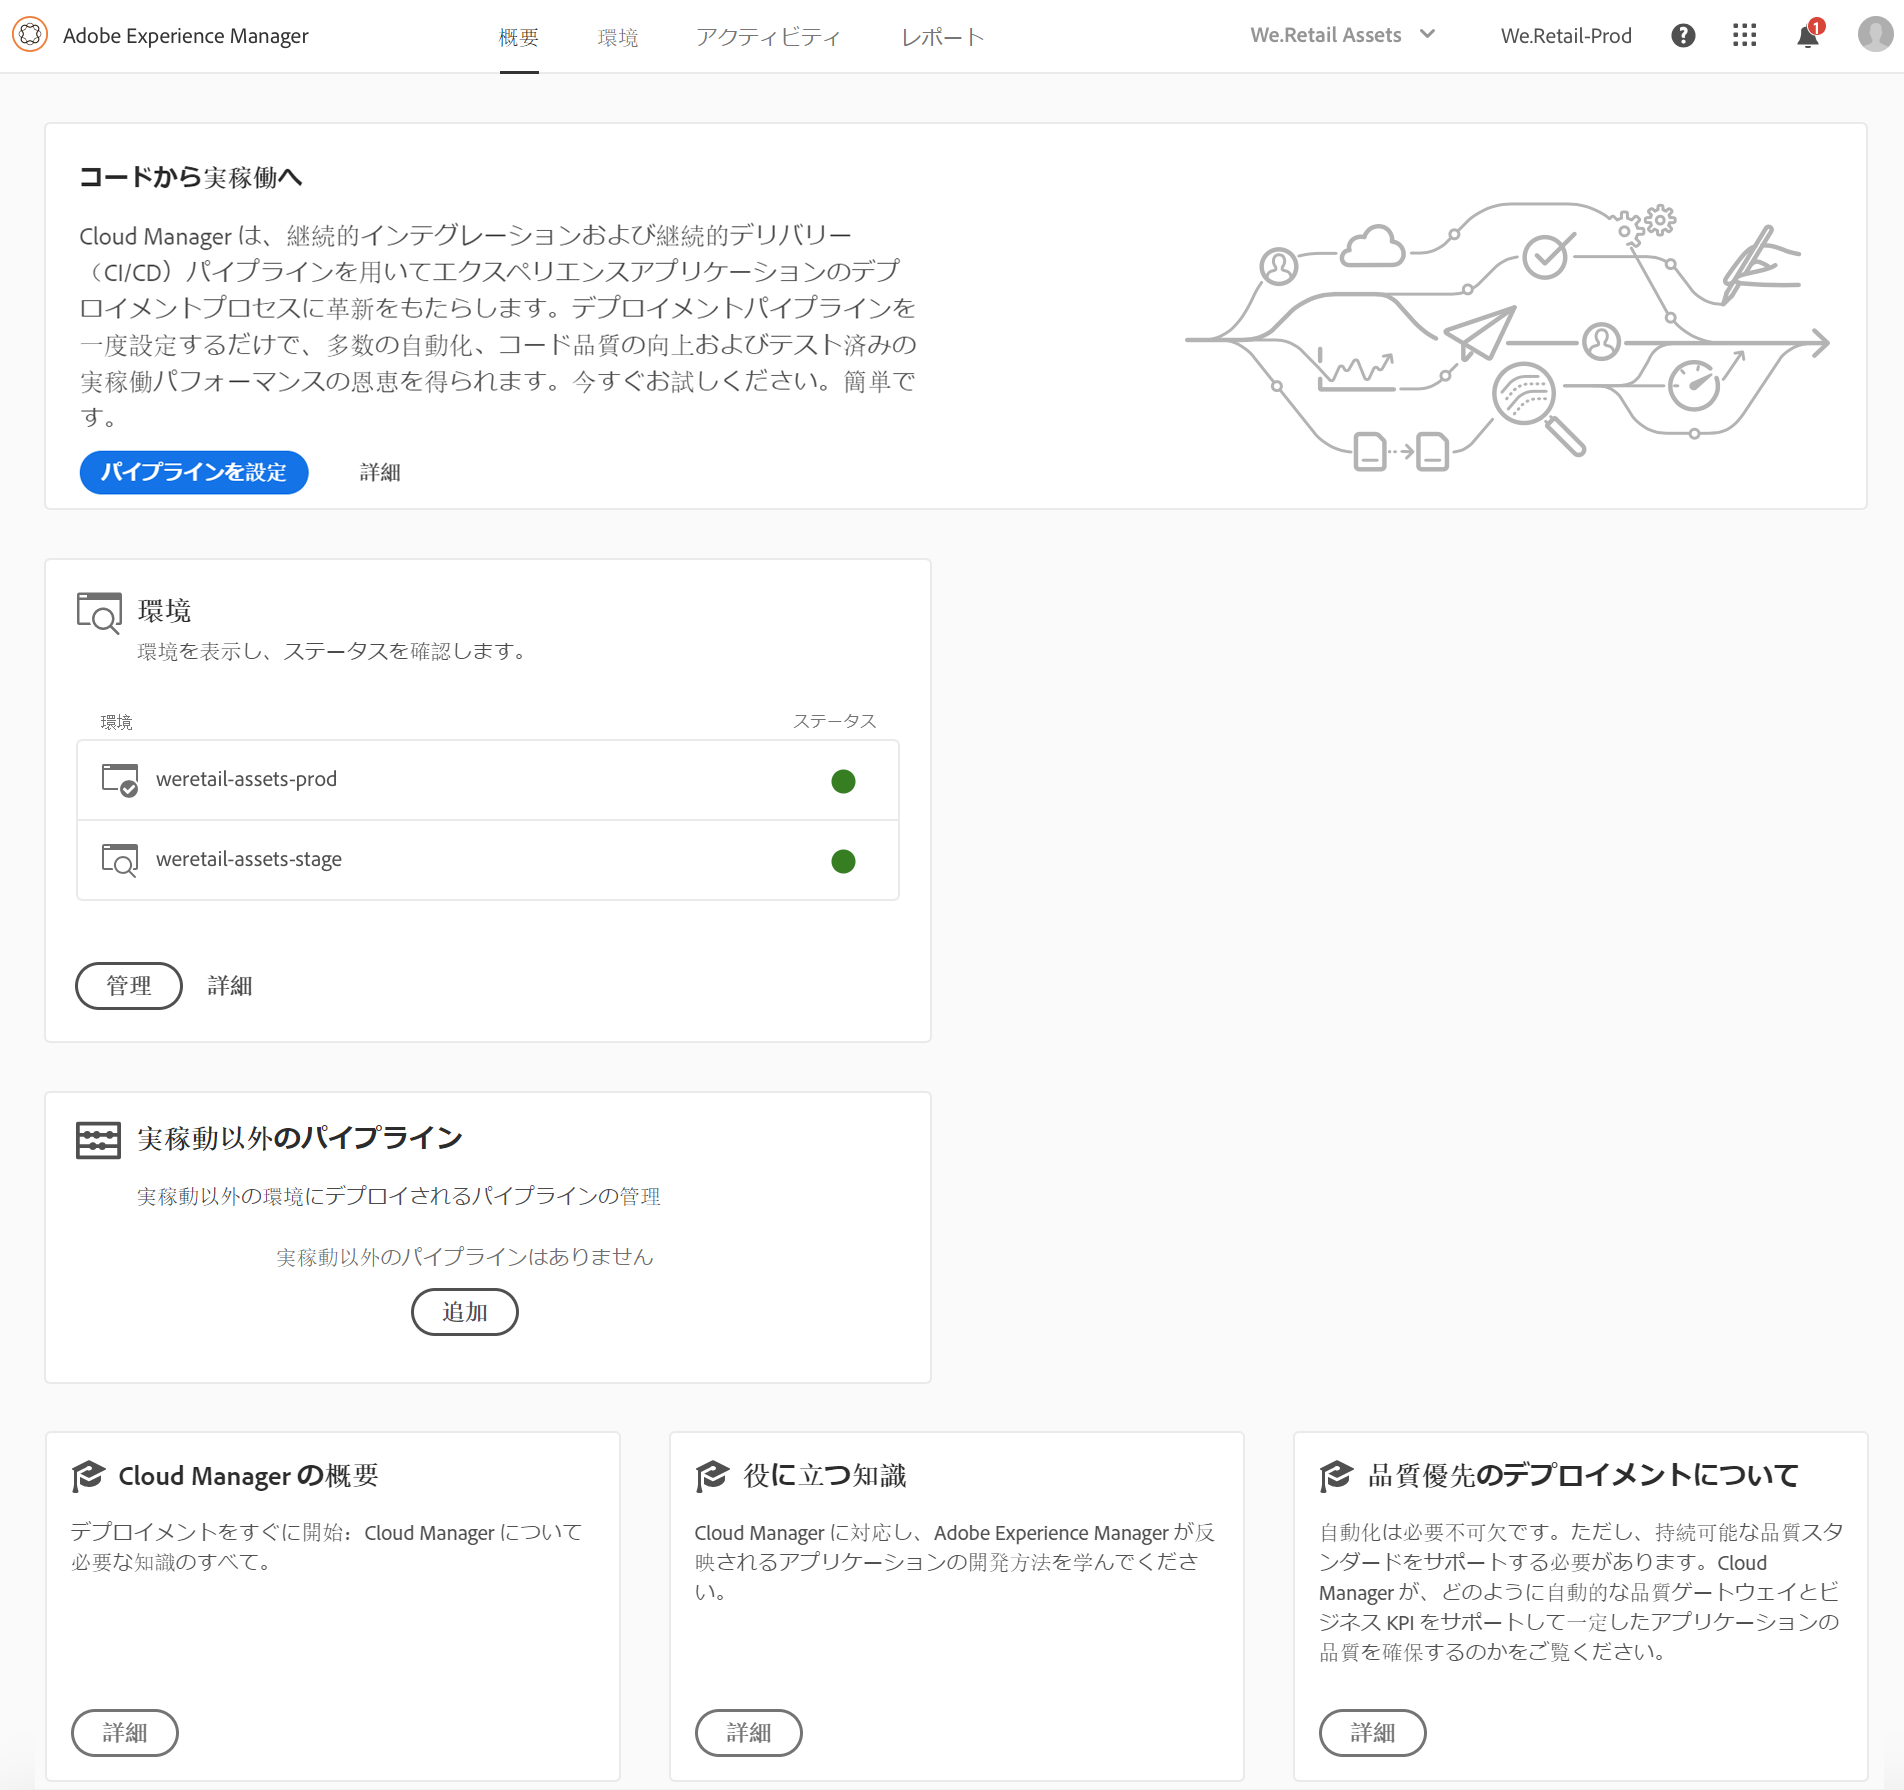 Adobe Experience Manager
概要
環境
アクティビティ
レポート
We.Retail Assets
We.Retail-Prod
1
コードから実稼働へ
Cloud Manager は、継続的インテグレーションおよび継続的デリバリー
（CI/CD）パイプラインを用いてエクスペリエンスアプリケーションのデプ
ロイメントプロセスに革新をもたらします。デプロイメントパイプラインを
一度設定するだけで、多数の自動化、コード品質の向上およびテスト済みの
実稼働パフォーマンスの恩恵を得られます。今すぐお試しください。簡単で
す。
パイプラインを設定
詳細
環境
環境を表示し、ステータスを確認します。
環境
ステータス
weretail-assets-prod
weretail-assets-stage
管理
詳細
実稼動以外のパイプライン
実稼動以外の環境にデプロイされるパイプラインの管理
実稼動以外のパイプラインはありません
追加
Cloud Manager の概要
デプロイメントをすぐに開始：Cloud Manager について
必要な知識のすべて。
詳細
役に立つ知識
Cloud Manager に対応し、Adobe Experience Manager が反
映されるアプリケーションの開発方法を学んでくださ
い。
詳細
品質優先のデプロイメントについて
自動化は必要不可欠です。ただし、持続可能な品質スタ
ンダードをサポートする必要があります。Cloud
Manager が、どのように自動的な品質ゲートウェイとビ
ジネス KPI をサポートして一定したアプリケーションの
品質を確保するのかをご覧ください。
詳細